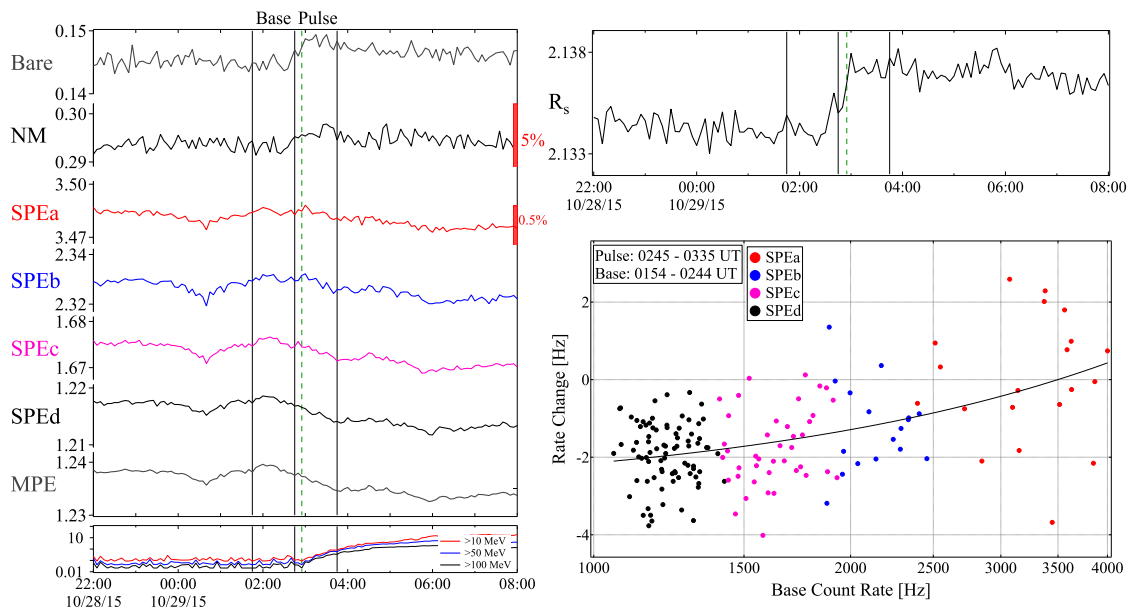 Base Pulse
Bare
0.15
0.14
NM
0.30
0.29
5%
SPEa
3.50
3.47
0.5%
SPEb
2.34
2.32
SPEc
1.68
1.67
SPEd
1.22
1.21
MPE
1.24
1.23
10
0.01
>10 MeV
>50 MeV
>100 MeV
22:00 00:00 02:00 04:00 06:00 08:00
10/28/15 10/29/15
Rs
2.138
2.133
22:00 00:00 02:00 04:00 06:00 08:00
10/28/15 10/29/15
Pulse: 0245 - 0335 UT
Base: 0154 - 0244 UT
SPEa
SPEb
SPEc
SPEd
Rate Change [Hz]
2
0
-2
-4
1000 1500 2000 2500 3000 3500 4000
Base Count Rate [Hz]